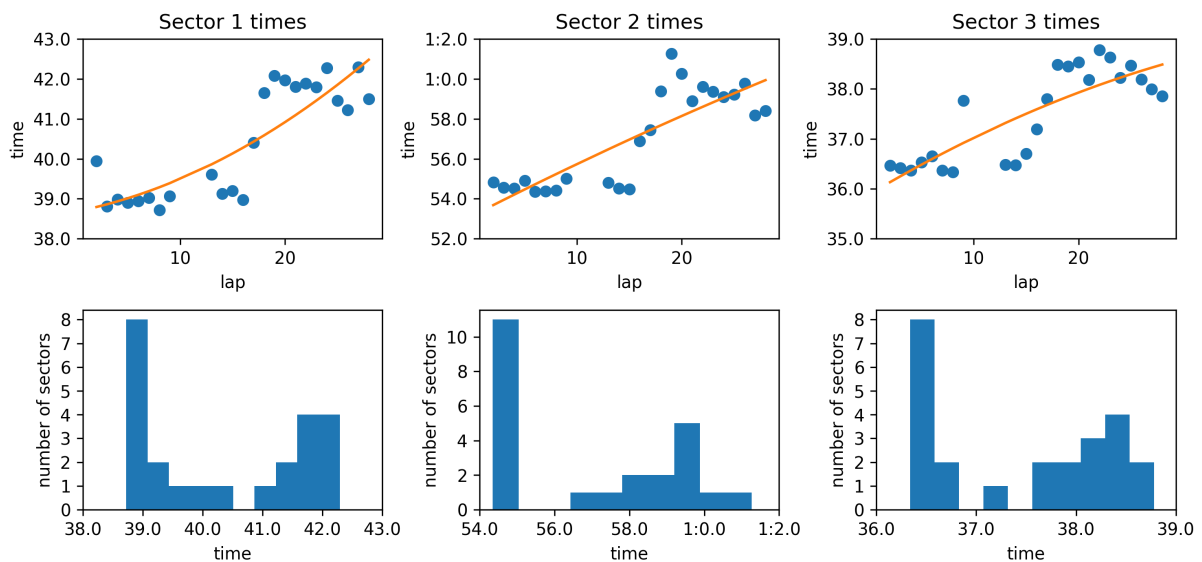 Sector 1 times
43.0
42.0
41.0
40.0
39.0
38.0
time
10 20
lap
Sector 2 times
1:2.0
1:0.0
58.0
56.0
54.0
52.0
time
10 20
lap
Sector 3 times
39.0
38.0
37.0
36.0
35.0
time
10 20
lap
8
7
6
5
4
3
2
1
0
number of sectors
38.0 39.0 40.0 41.0 42.0 43.0
time
10
8
6
4
2
0
number of sectors
54.0 56.0 58.0 1:0.0 1:2.0
time
8
7
6
5
4
3
2
1
0
number of sectors
36.0 37.0 38.0 39.0
time